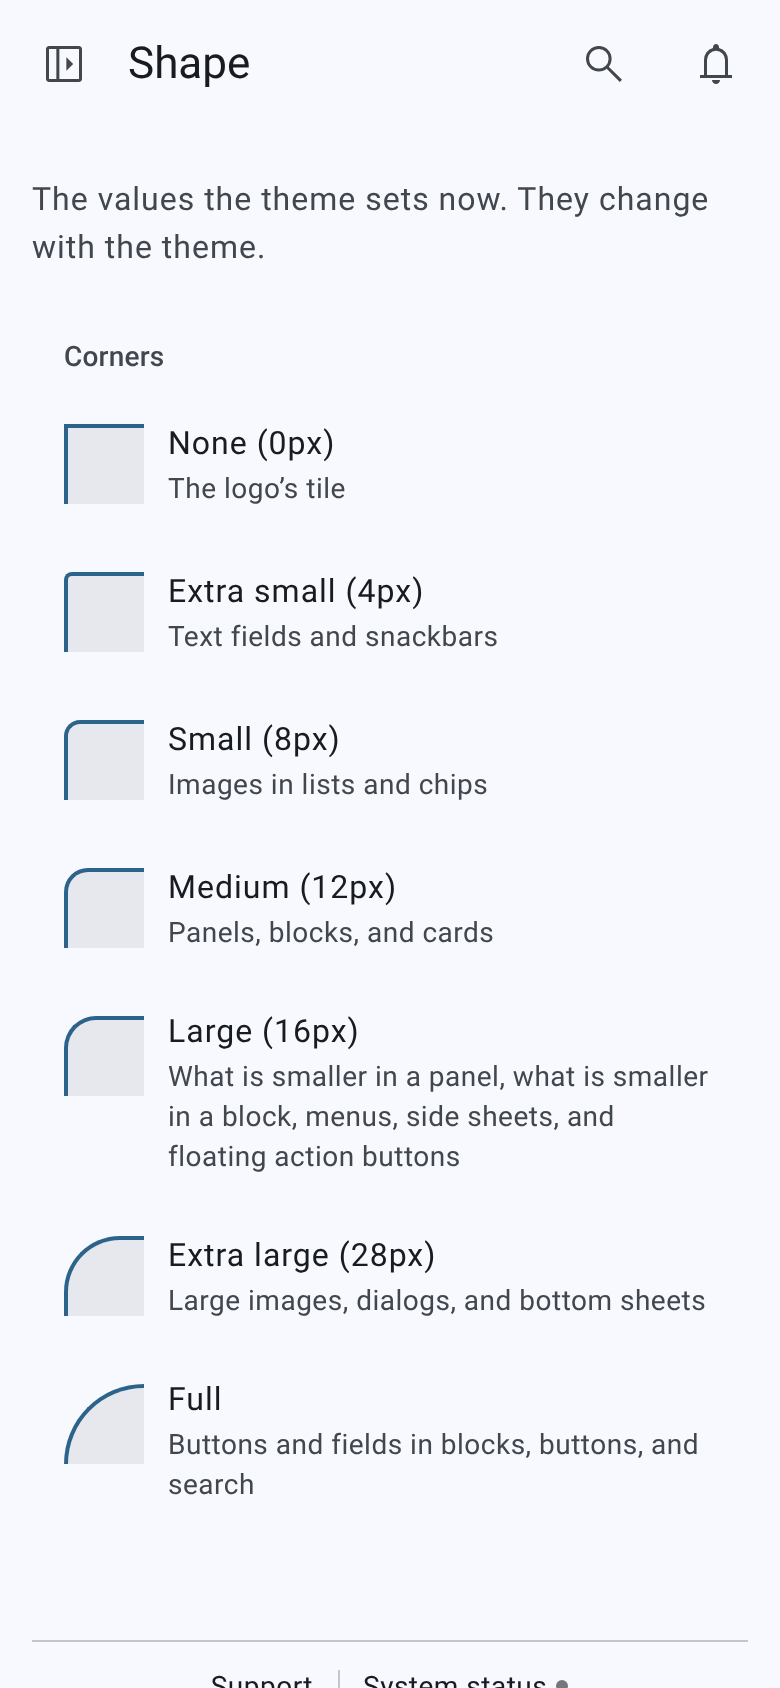 Shape
The values the theme sets now. They change
with the theme.
Corners
None (0px)
The logo’s tile
Extra small (4px)
Text fields and snackbars
Small (8px)
Images in lists and chips
Medium (12px)
Panels, blocks, and cards
Large (16px)
What is smaller in a panel, what is smaller
in a block, menus, side sheets, and
floating action buttons
Extra large (28px)
Large images, dialogs, and bottom sheets
Full
Buttons and fields in blocks, buttons, and
search
Support
System status